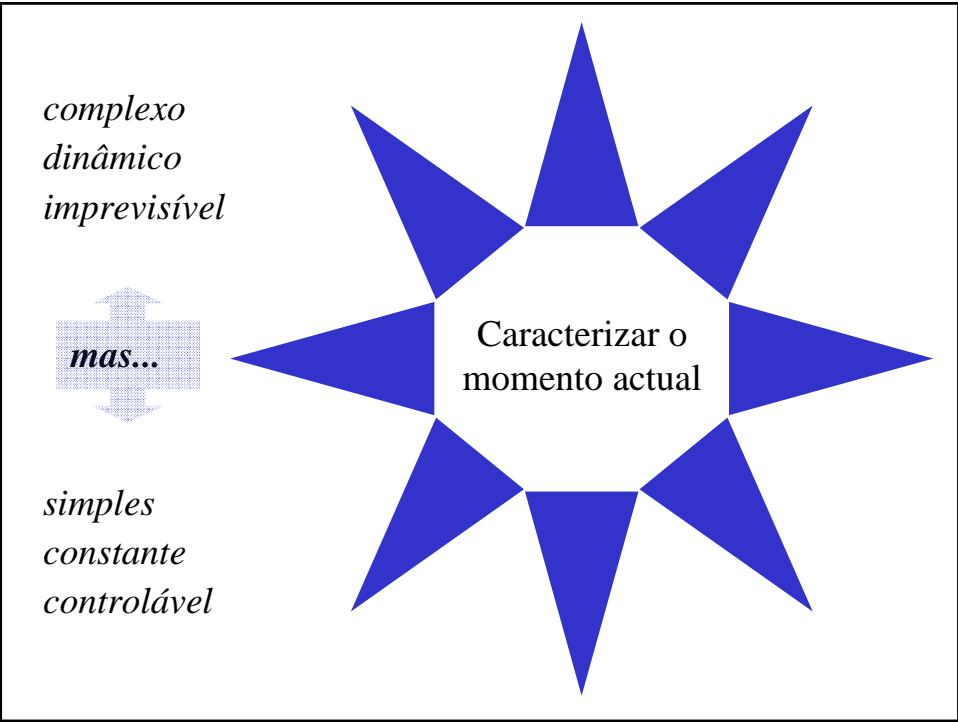 complexo
dinâmico
imprevisível
mas...
simples
constante
controlável
Caracterizar o
momento actual